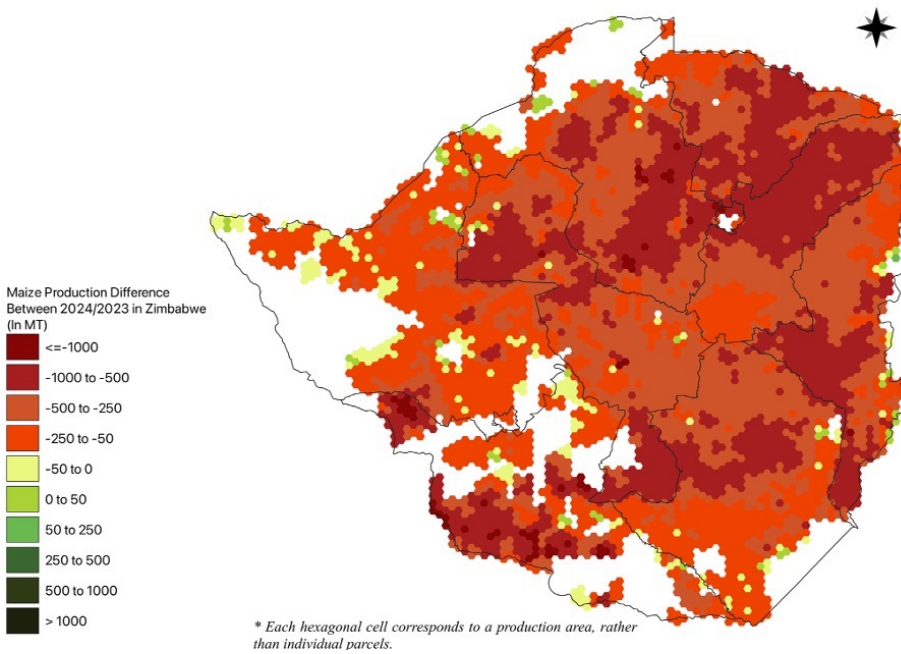 Maize Production Difference
Between 2024/2023 in Zimbabwe
(In MT)
<=-1000
-1000 to -500
-500 to -250
-250 to -50
-50 to 0
0 to 50
50 to 250
250 to 500
500 to 1000
> 1000
* Each hexagonal cell corresponds to a production area, rather
than individual parcels.